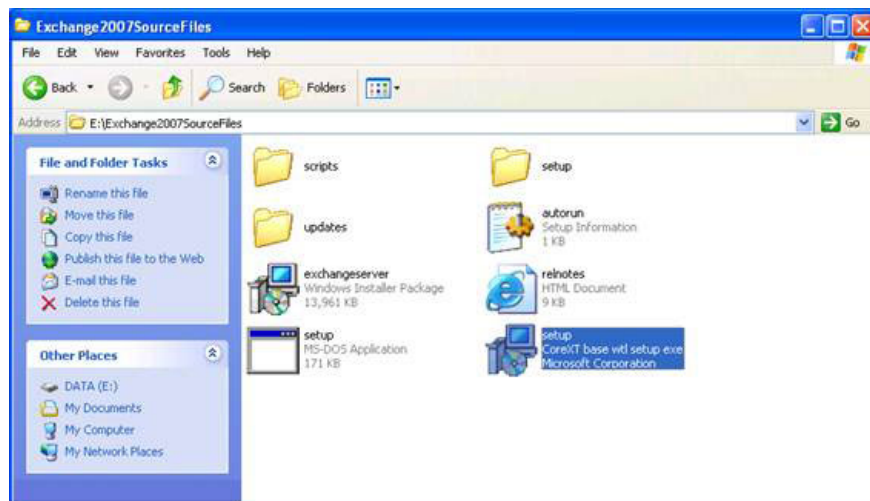 Exchange2007SourceFiles
File Edit View Favorites Tools Help
Back Search Folders
Address E:\Exchange2007SourceFiles Go
File and Folder Tasks
Rename this file
Move this file
Copy this file
Publish this file to the Web
E-mail this file
Delete this file
Other Places
DATA (E:)
My Documents
My Computer
My Network Places
scripts
setup
updates
autorun
Setup Information
1 KB
exchangeserver
Windows Installer Package
13,961 KB
relnotes
HTML Document
9 KB
setup
MS-DOS Application
171 KB
setup
CoreXT base wtl setup exe
Microsoft Corporation